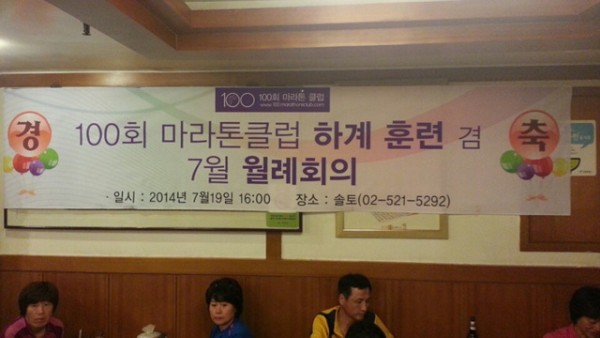 100 100회 마라톤 클럽
경 축
100회 마라톤클럽 하계 훈련 겸
7월 월례회의
· 일시 : 2014년 7월19일 16:00 장소 : 솔토(02-521-5292)